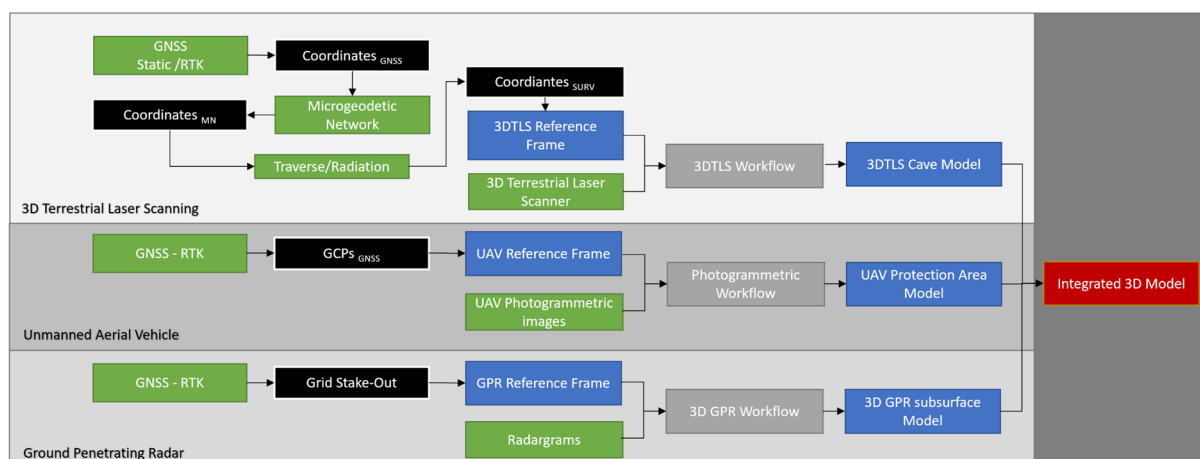 GNSS
Static /RTK
Coordinates GNSS
Coordiantes SURV
Coordinates MN
Microgeodetic
Network
3DTLS Reference
Frame
Traverse/Radiation
3DTLS Workflow
3DTLS Cave Model
3D Terrestrial Laser
Scanner
3D Terrestrial Laser Scanning
GNSS - RTK
GCPs GNSS
UAV Reference Frame
Photogrammetric
Workflow
UAV Protection Area
Model
Integrated 3D Model
UAV Photogrammetric
images
Unmanned Aerial Vehicle
GNSS - RTK
Grid Stake-Out
GPR Reference Frame
3D GPR Workflow
3D GPR subsurface
Model
Radargrams
Ground Penetrating Radar